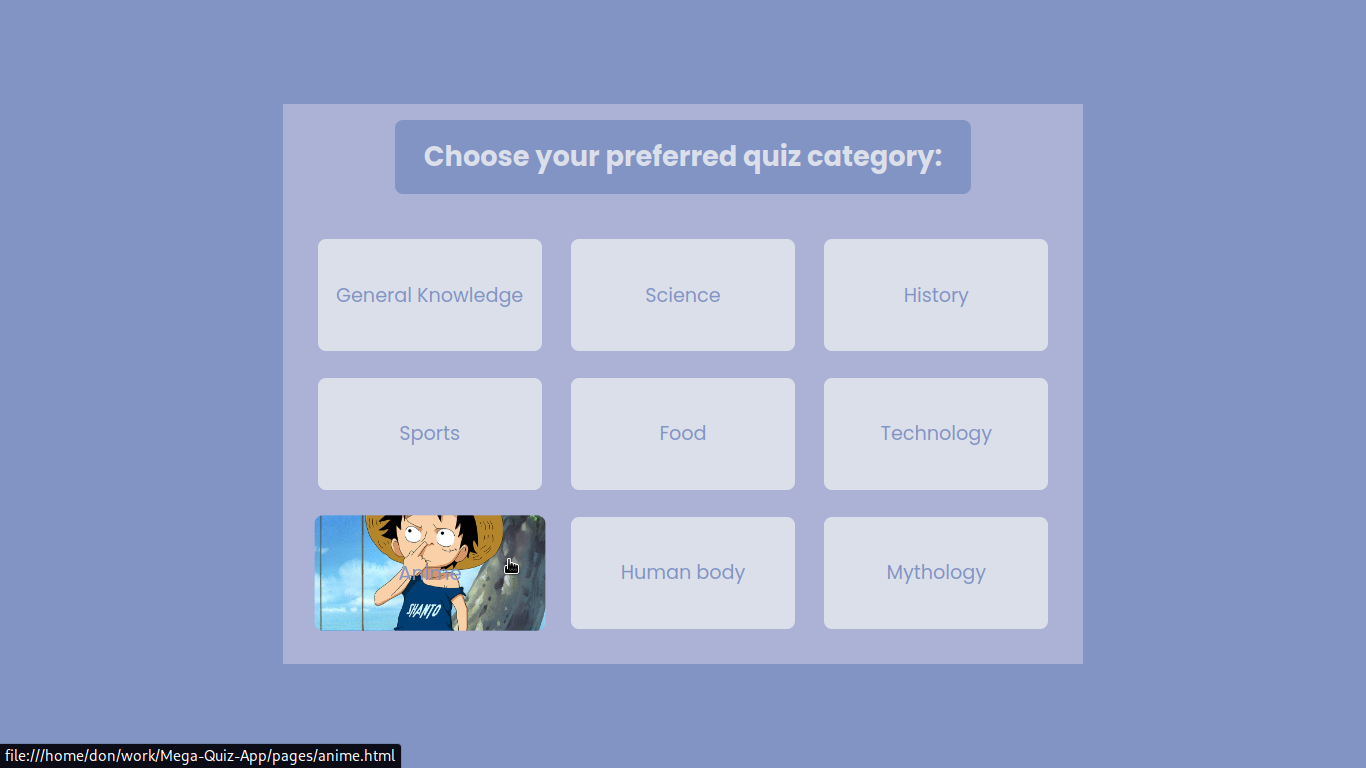 Choose your preferred quiz category:
General Knowledge
Science
History
Sports
Food
Technology
Anime
SHANTO
Human body
Mythology
file:///home/don/work/Mega-Quiz-App/pages/anime.html